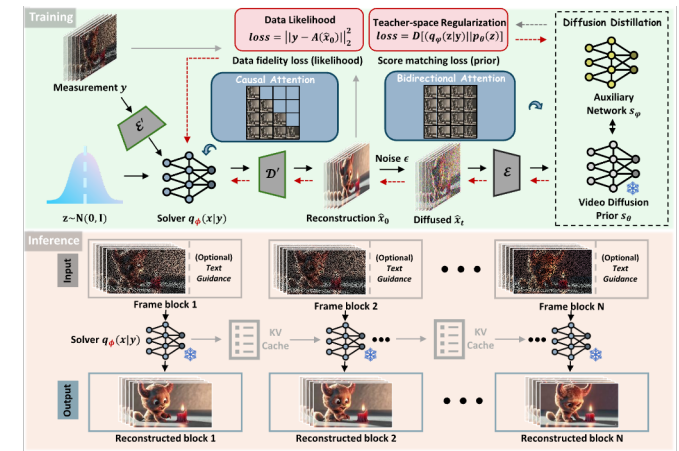 Training
Data Likelihood
loss = ||y − A(x̂₀)||₂²
Teacher-space Regularization
loss = D[(q_φ(z|y)||p_θ(z)]
Diffusion Distillation
Data fidelity loss (likelihood)
Score matching loss (prior)
Measurement y
Causal Attention
Bidirectional Attention
Auxiliary
Network s_φ
ℰ'
𝒟'
Noise ϵ
ℰ
z~N(0, I)
Solver q_ϕ(x|y)
Reconstruction x̂₀
Diffused x̂_t
Video Diffusion
Prior s_θ
Inference
Input
(Optional)
Text
Guidance
(Optional)
Text
Guidance
(Optional)
Text
Guidance
Frame block 1
Frame block 2
Frame block N
Solver q_ϕ(x|y)
KV
Cache
KV
Cache
Output
Reconstructed block 1
Reconstructed block 2
Reconstructed block N